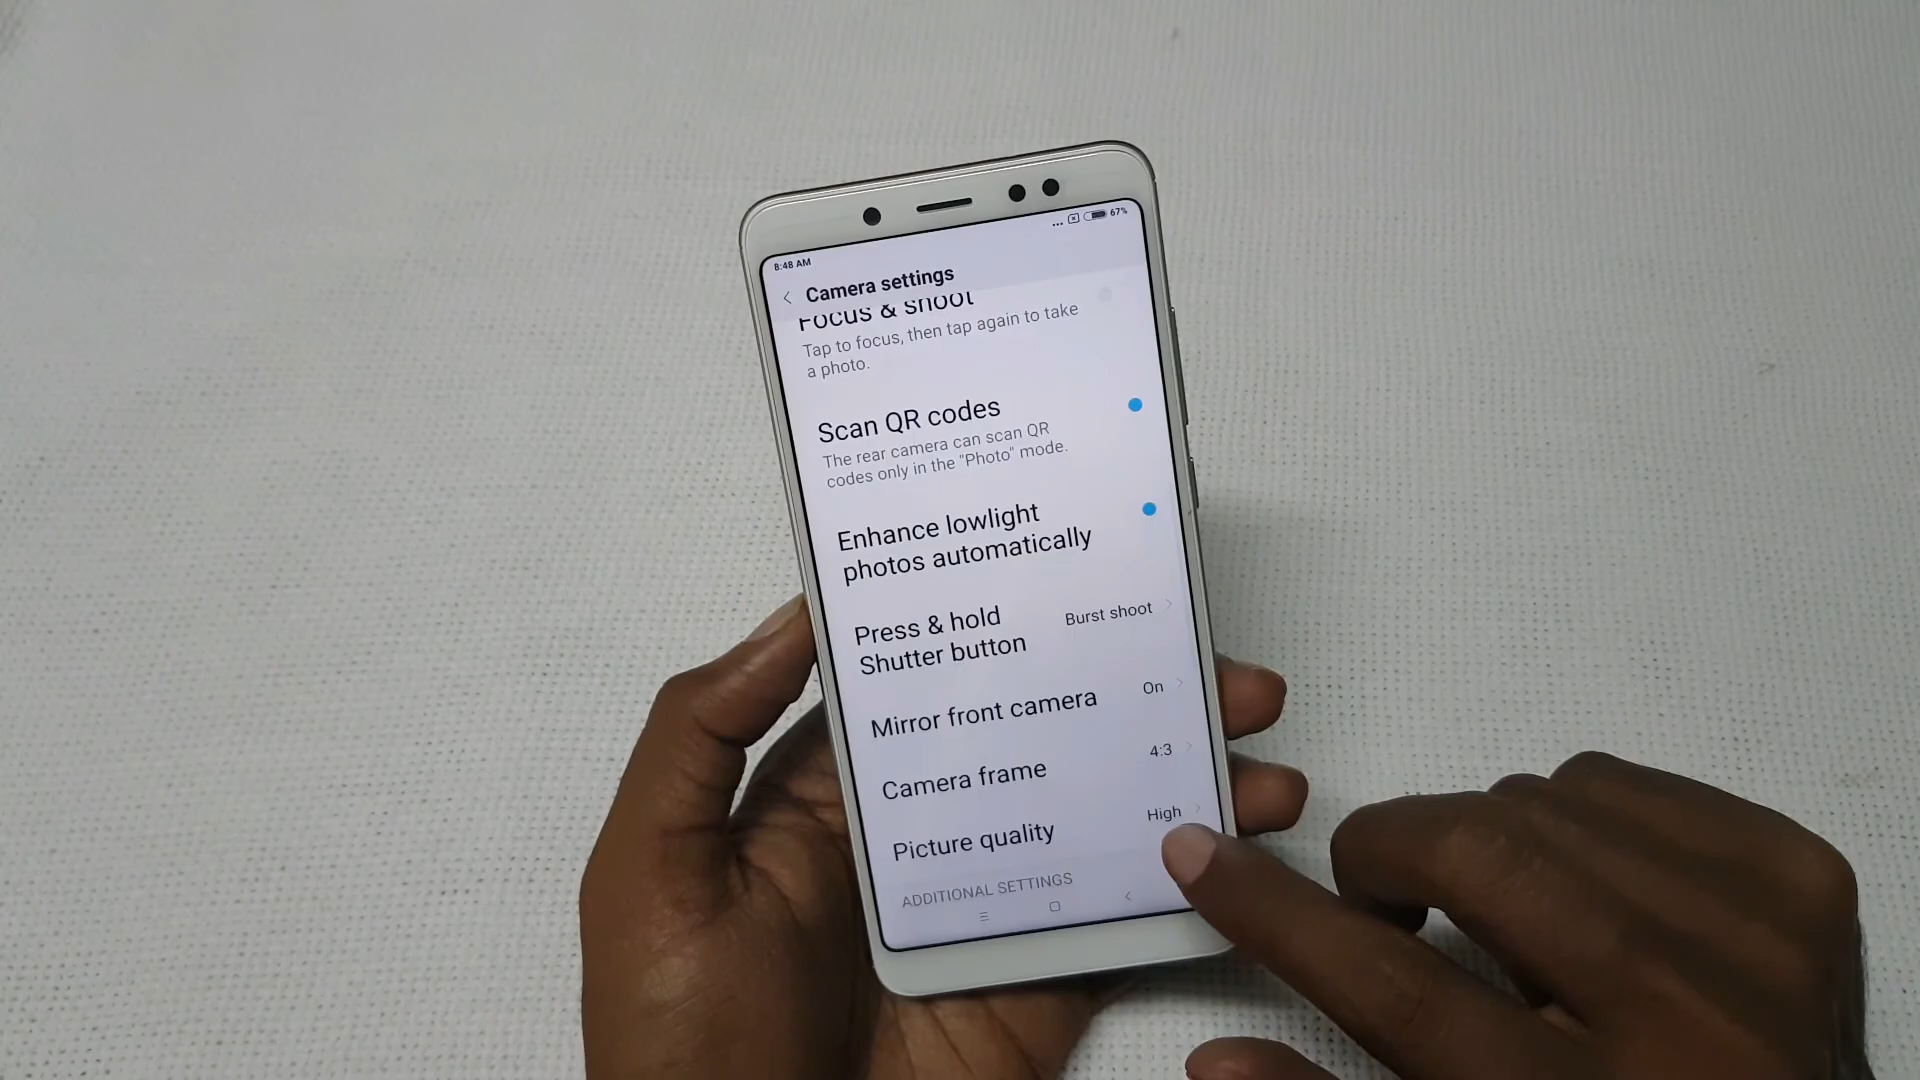 8:48 AM
67%
Camera settings
Focus & shoot
Tap to focus, then tap again to take
a photo.
Scan QR codes
The rear camera can scan QR
codes only in the "Photo" mode.
Enhance lowlight
photos automatically
Press & hold
Shutter button
Burst shoot
Mirror front camera
On
Camera frame
4:3
Picture quality
High
ADDITIONAL SETTINGS